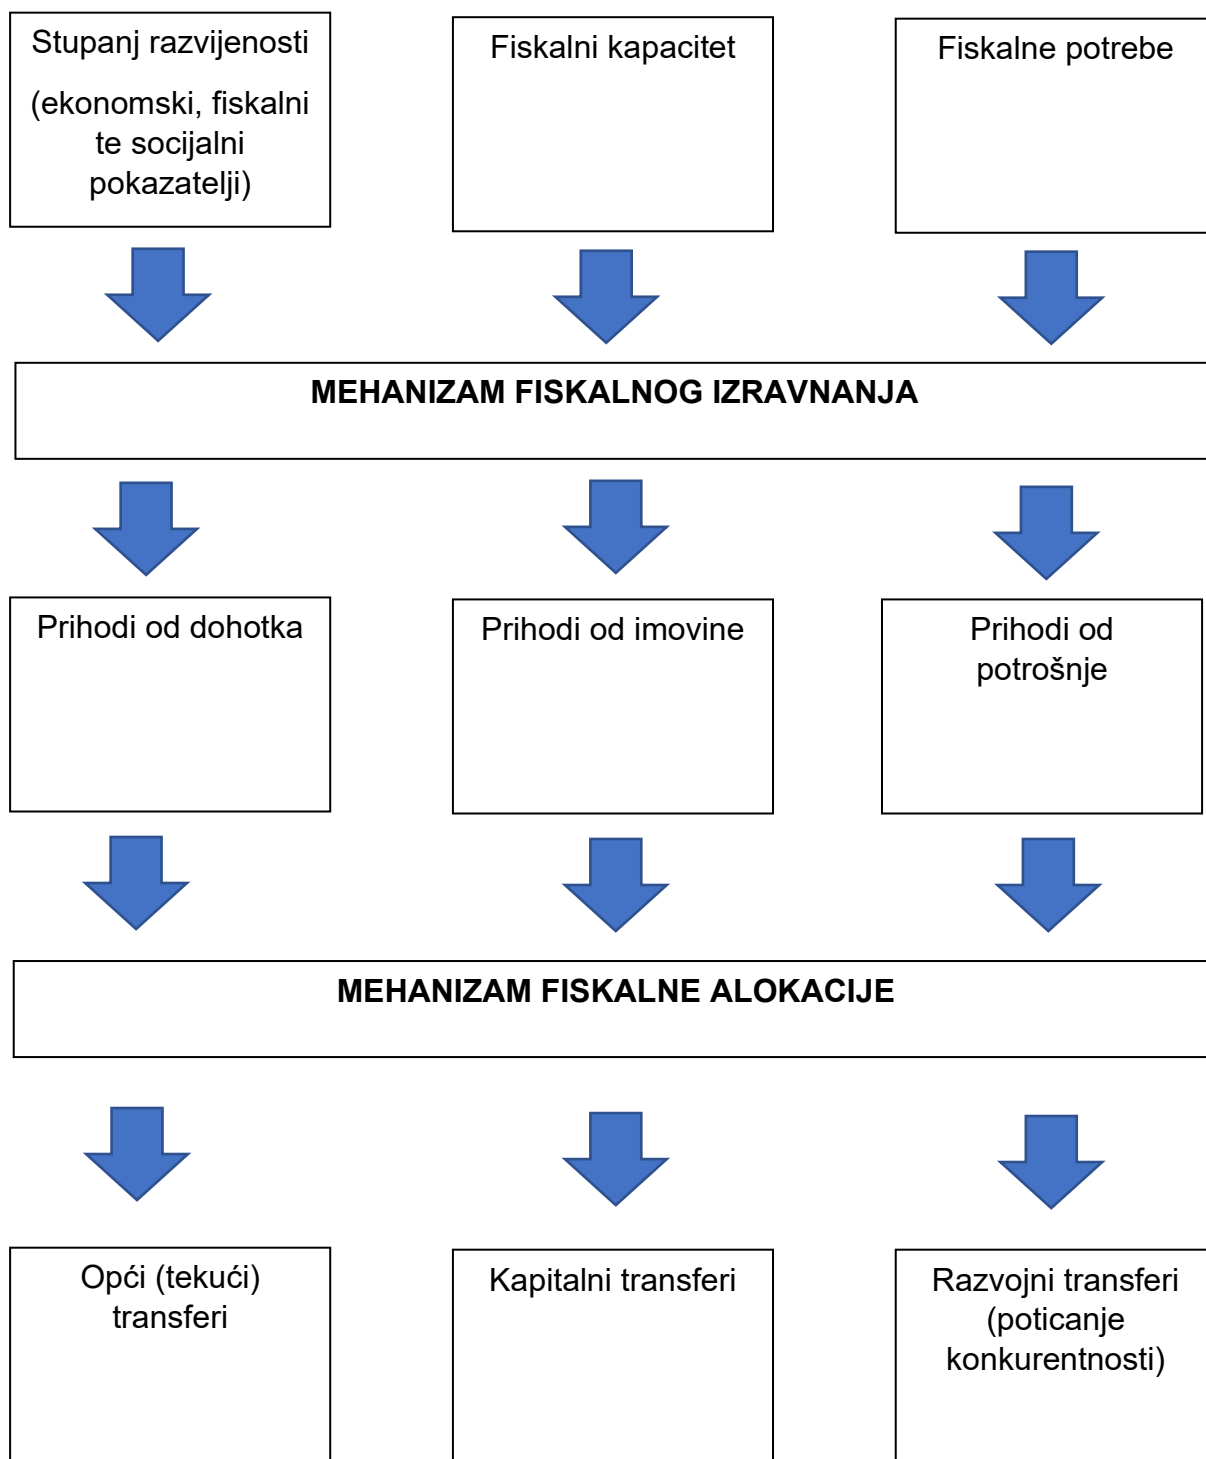 Stupanj razvijenosti
(ekonomski, fiskalni
te socijalni
pokazatelji)
Fiskalni kapacitet
Fiskalne potrebe
MEHANIZAM FISKALNOG IZRAVNANJA
Prihodi od dohotka
Prihodi od imovine
Prihodi od
potrošnje
MEHANIZAM FISKALNE ALOKACIJE
Opći (tekući)
transferi
Kapitalni transferi
Razvojni transferi
(poticanje
konkurentnosti)